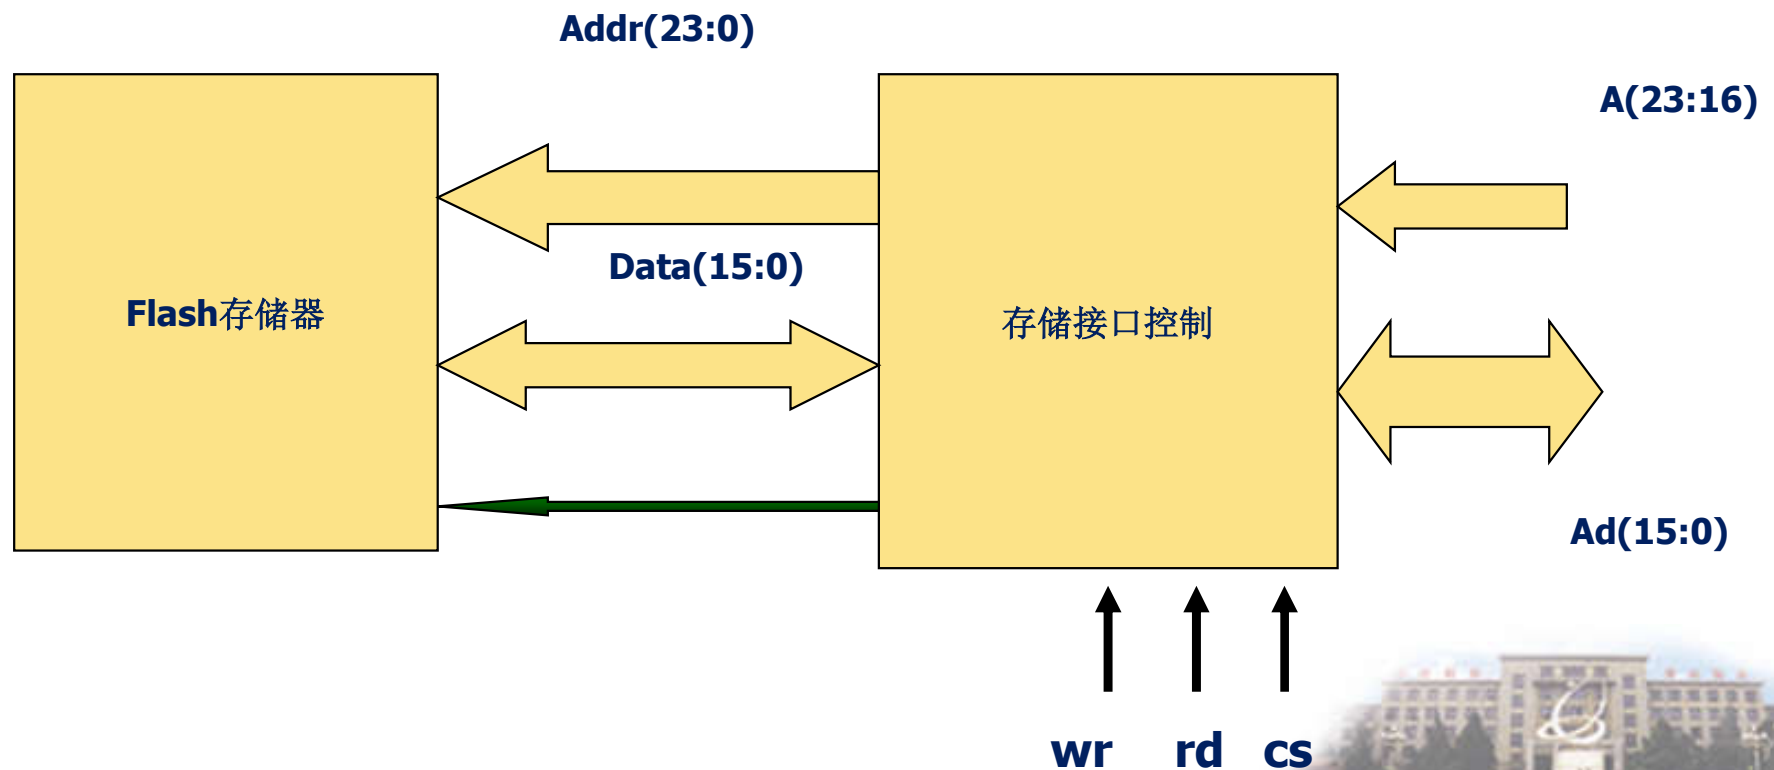 Addr(23:0)
A(23:16)
Data(15:0)
Flash存储器
存储接口控制
Ad(15:0)
wr rd cs